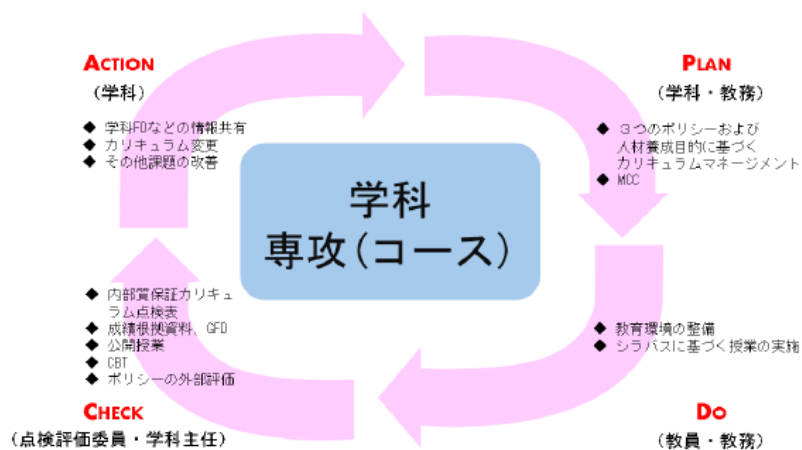 ACTION
(学科)
◆ 学科FDなどの情報共有
◆ カリキュラム変更
◆ その他課題の改善
PLAN
(学科・教務)
◆ 3つのポリシーおよび
人材養成目的に基づく
カリキュラムマネージメント
◆ MCC
学科
専攻(コース)
◆ 内部質保証カリキュ
ラム点検表
◆ 成績根拠資料、GFD
◆ 公開授業
◆ CBT
◆ ポリシーの外部評価
CHECK
(点検評価委員・学科主任)
◆ 教育環境の整備
◆ シラバスに基づく授業の実施
DO
(教員・教務)